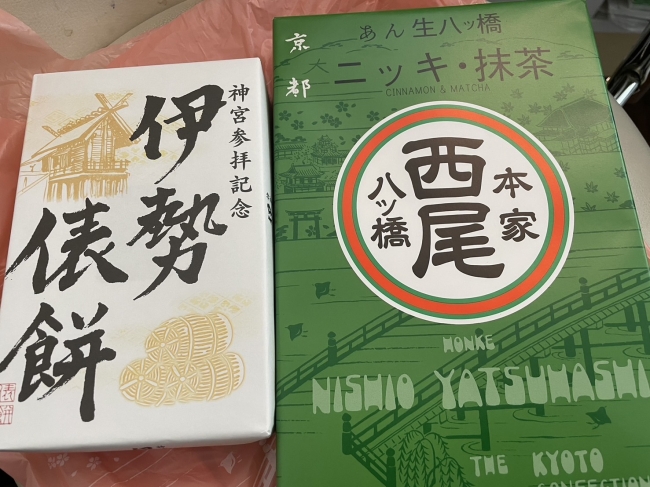 神宮参拝記念
伊勢
俵餅
あん生八ッ橋
京都
ニッキ・抹茶
CINNAMON & MATCHA
本家
西尾
八ッ橋
HONKE
NISHIO YATSUHASHI
THE KYOTO
CONFECTION